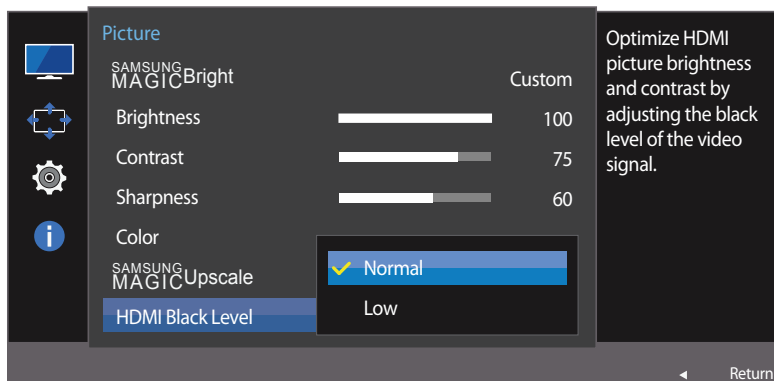 Picture
SAMSUNG
MAGICBright Custom
Brightness 100
Contrast 75
Sharpness 60
Color
SAMSUNG
MAGICUpscale
HDMI Black Level
Normal
Low
Optimize HDMI
picture brightness
and contrast by
adjusting the black
level of the video
signal.
i
Return